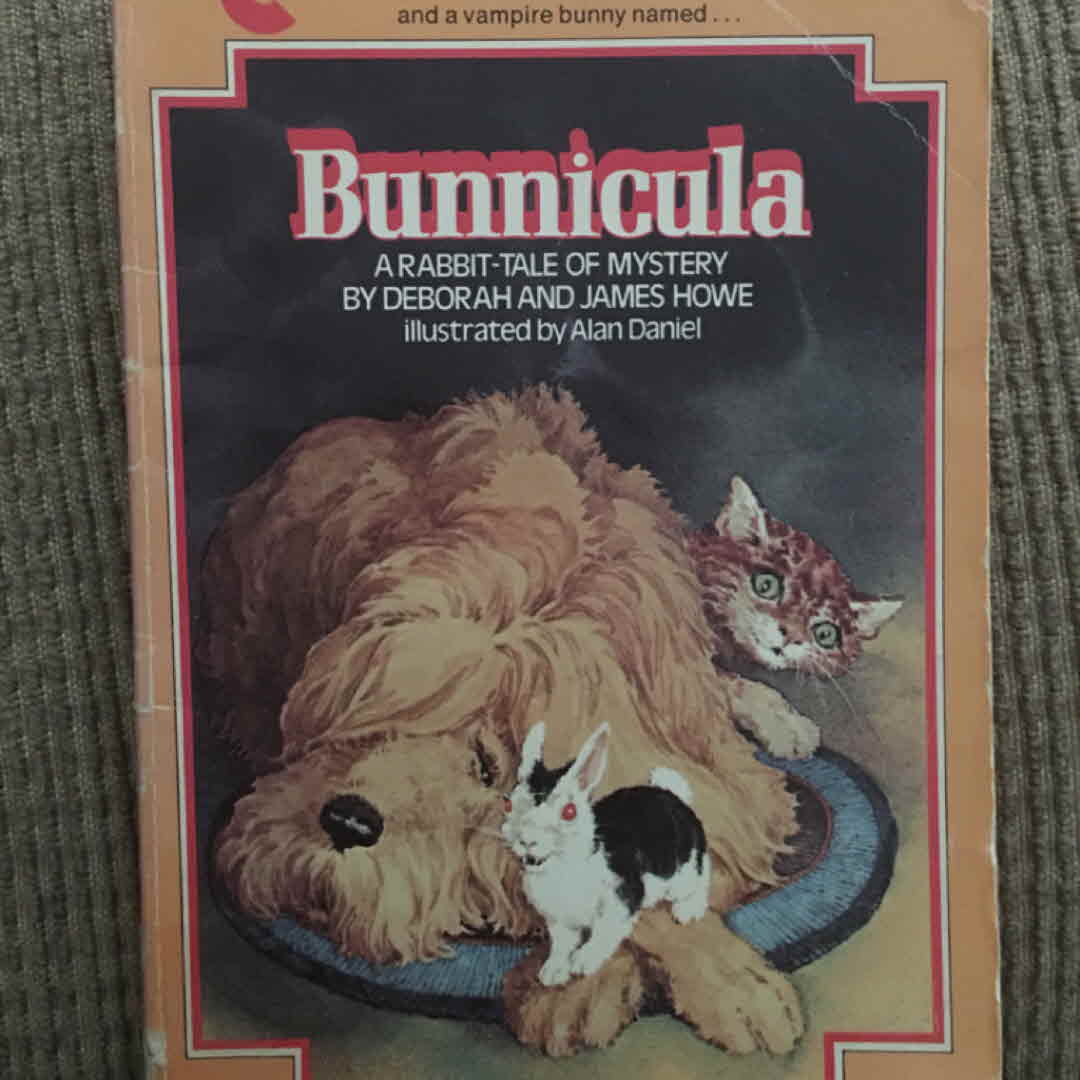 and a vampire bunny named...
Bunnicula
A RABBIT-TALE OF MYSTERY
BY DEBORAH AND JAMES HOWE
illustrated by Alan Daniel